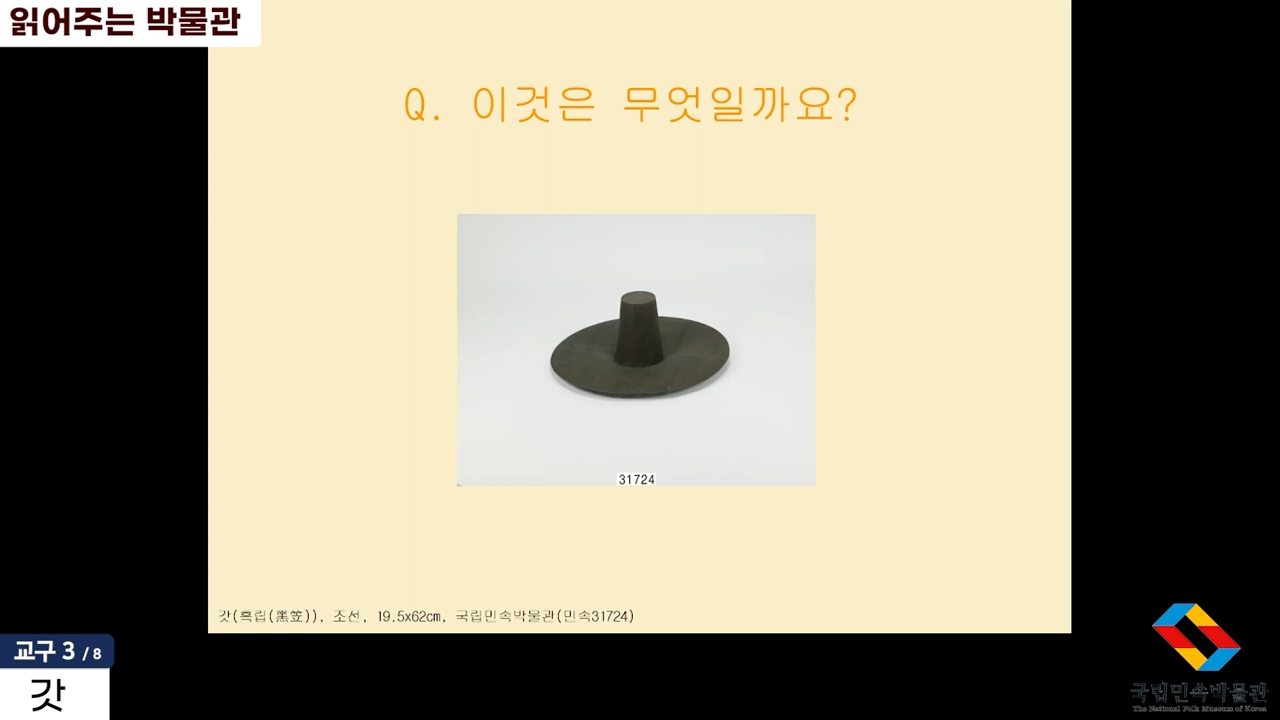 읽어주는 박물관
Q. 이것은 무엇일까요?
31724
갓(흑립(黑笠)), 조선, 19.5x62cm, 국립민속박물관(민속31724)
교구 3 / 8
갓
국립민속박물관
The National Folk Museum of Korea